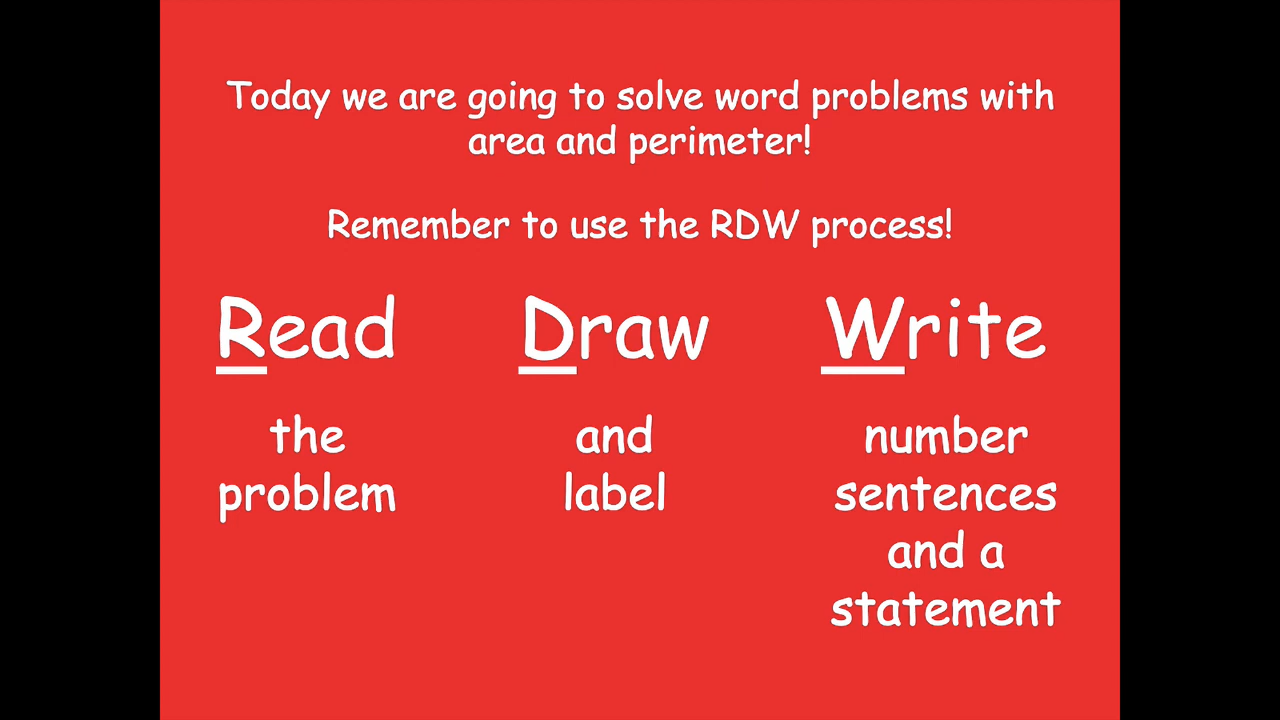 Today we are going to solve word problems with
area and perimeter!
Remember to use the RDW process!
Read
the
problem
Draw
and
label
Write
number
sentences
and a
statement